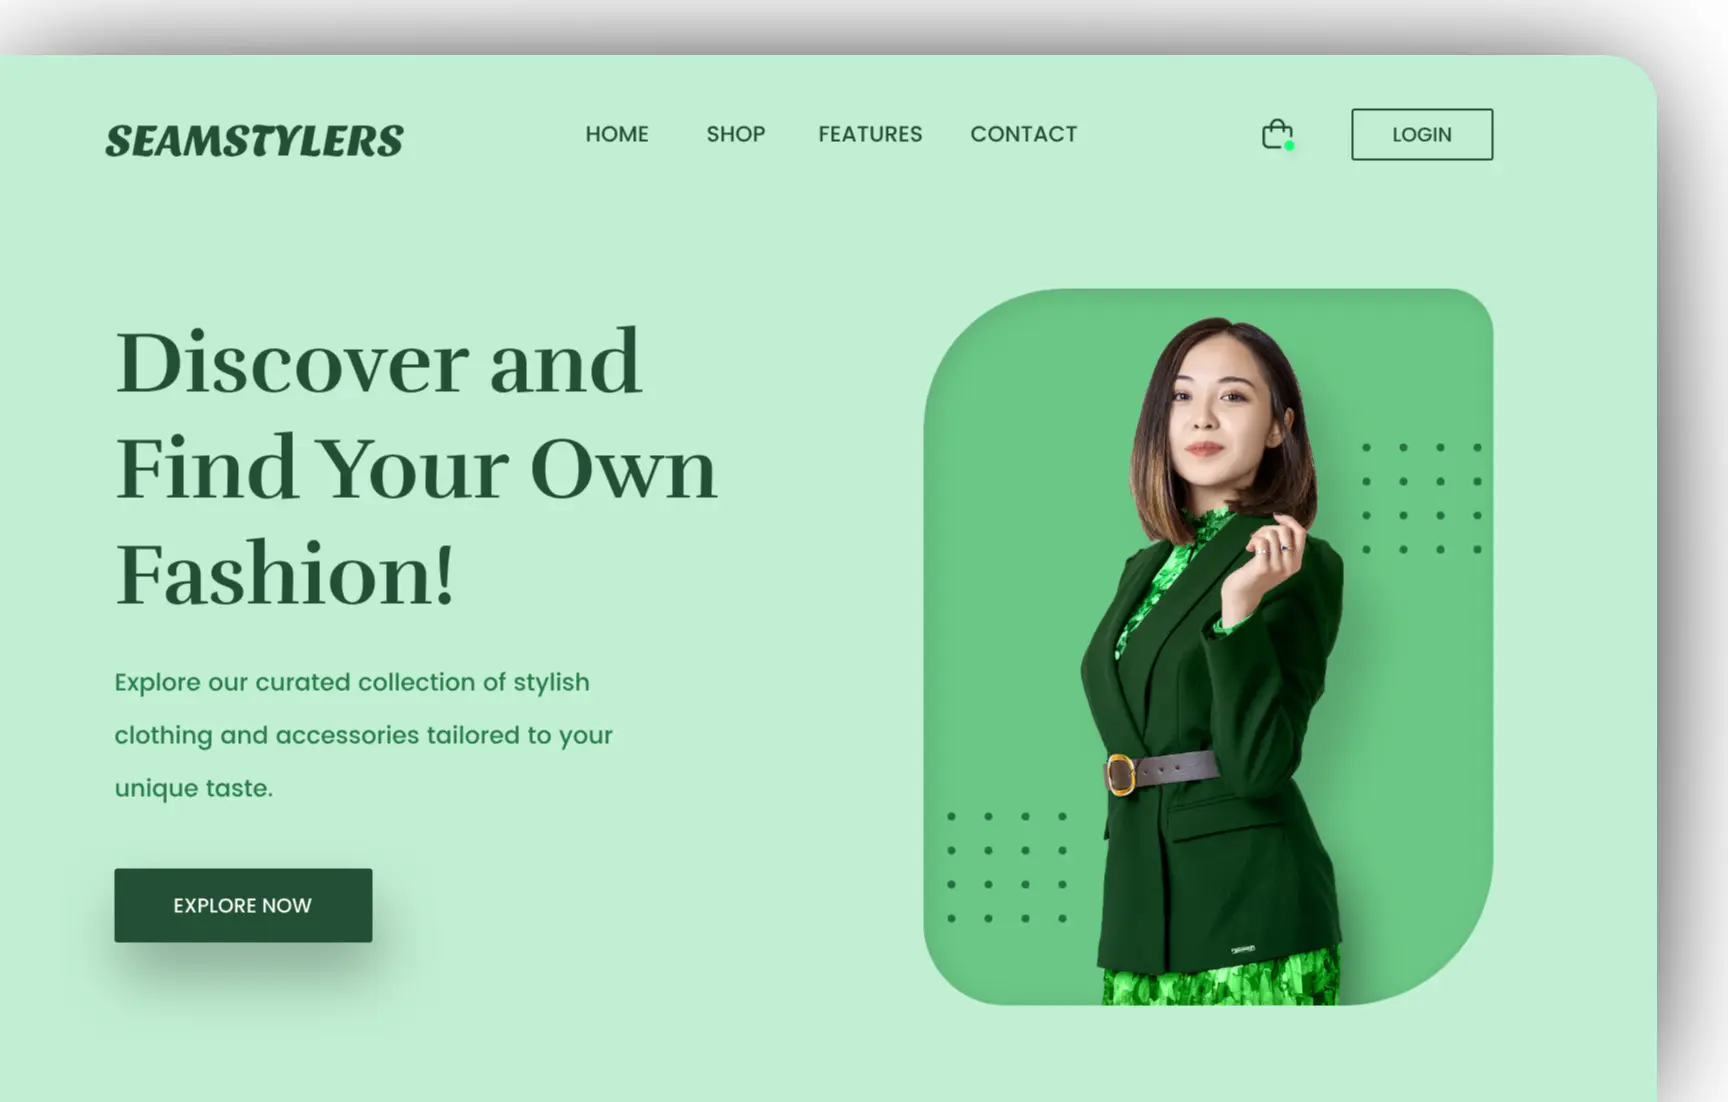 SEAMSTYLERS
HOME SHOP FEATURES CONTACT
LOGIN
Discover and
Find Your Own
Fashion!
Explore our curated collection of stylish
clothing and accessories tailored to your
unique taste.
EXPLORE NOW